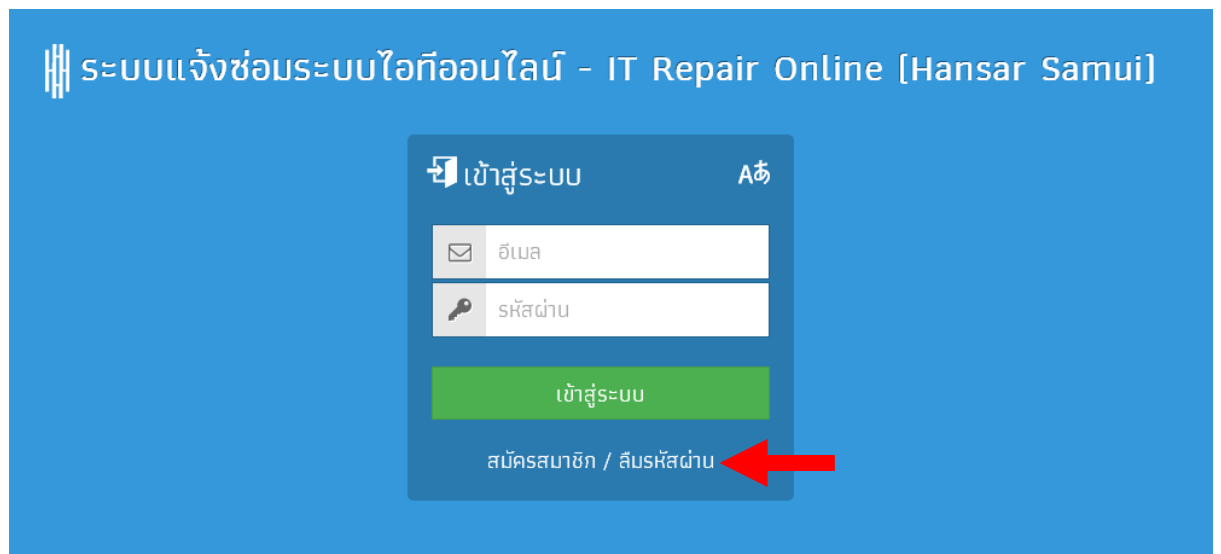 ระบบแจ้งซ่อมระบบไอทีออนไลน์ - IT Repair Online [Hansar Samui]
เข้าสู่ระบบ Aあ
อีเมล
รหัสผ่าน
เข้าสู่ระบบ
สมัครสมาชิก / ลืมรหัสผ่าน